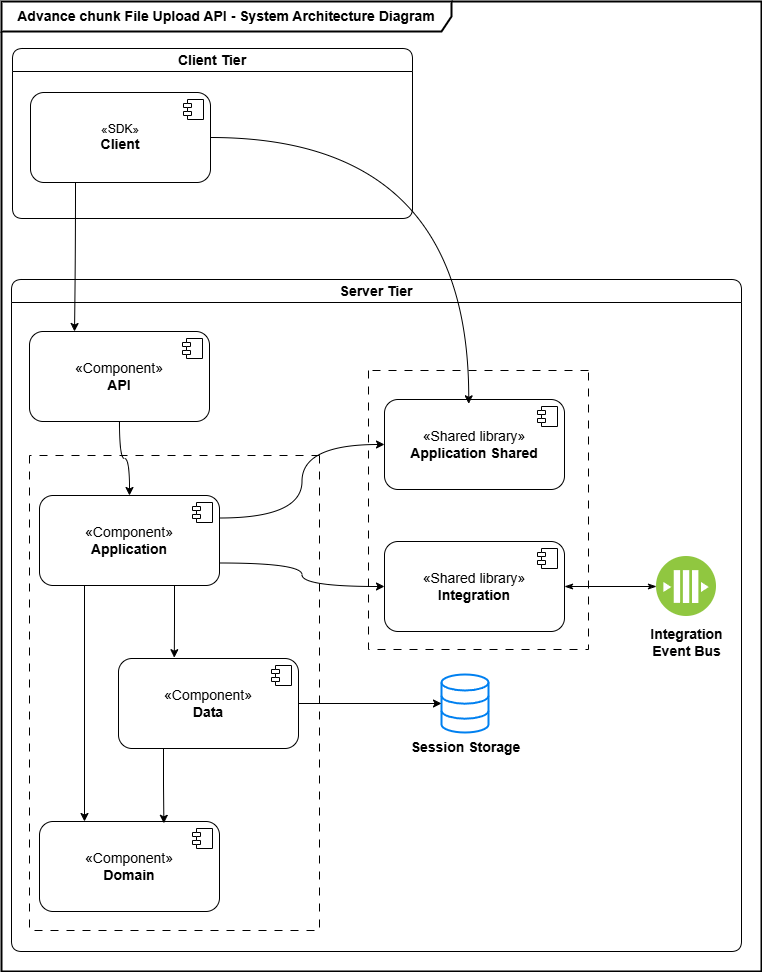 Advance chunk File Upload API - System Architecture Diagram
Client Tier
«SDK»
Client
Server Tier
«Component»
API
«Shared library»
Application Shared
«Component»
Application
«Shared library»
Integration
Integration
Event Bus
«Component»
Data
Session Storage
«Component»
Domain